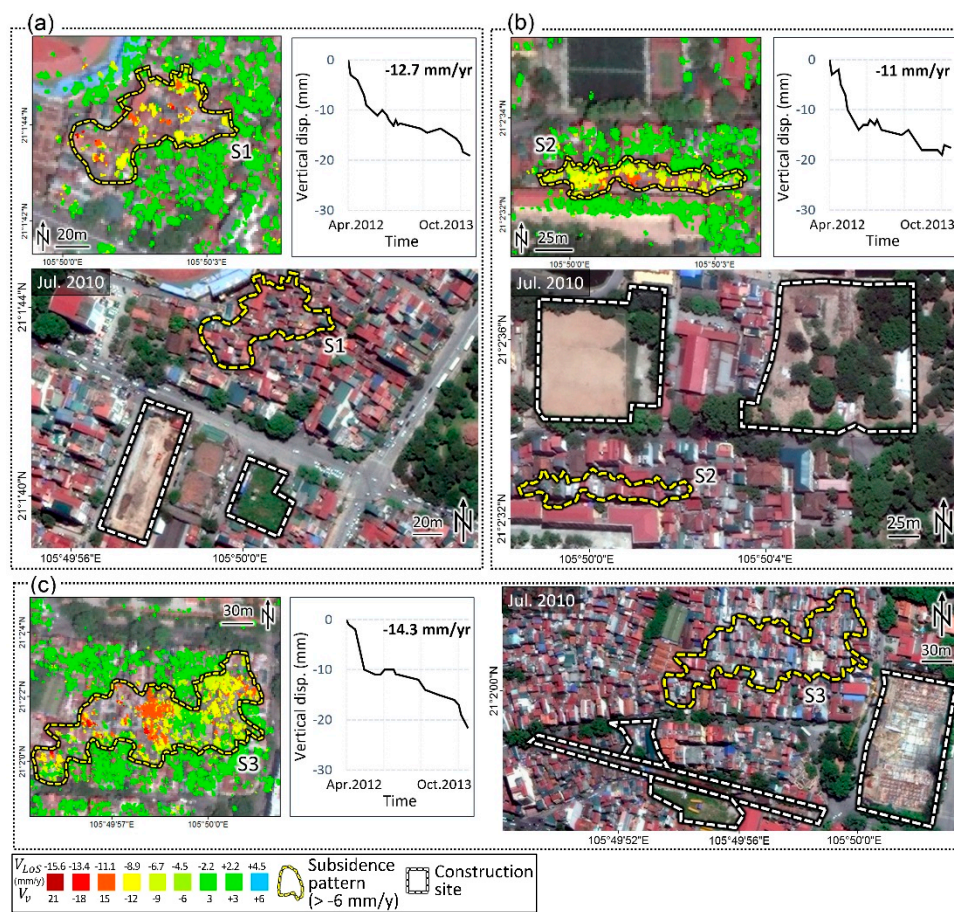 (a)
21°1'44"N
21°1'42"N
S1
N
20m
105°50'0"E
105°50'3"E
0
-10
-20
-30
Vertical disp. (mm)
-12.7 mm/yr
Apr.2012
Oct.2013
Time
Jul. 2010
21°1'44"N
21°1'40"N
S1
20m
N
105°49'56"E
105°50'0"E
(b)
21°2'34"N
21°2'32"N
S2
N
25m
105°50'0"E
105°50'3"E
0
-10
-20
-30
Vertical disp. (mm)
-11 mm/yr
Apr.2012
Oct.2013
Time
Jul. 2010
21°2'36"N
21°2'32"N
S2
N
25m
105°50'0"E
105°50'4"E
(c)
30m
N
21°2'4"N
21°2'2"N
21°2'0"N
S3
105°49'57"E
105°50'0"E
0
-10
-20
-30
Vertical disp. (mm)
-14.3 mm/yr
Apr.2012
Oct.2013
Time
Jul. 2010
N
30m
21°2'00"N
S3
105°49'52"E
105°49'56"E
105°50'0"E
VLoS -15.6 -13.4 -11.1 -8.9 -6.7 -4.5 -2.2 +2.2 +4.5
(mm/y)
Vv 21 -18 15 -12 -9 -6 3 +3 +6
Subsidence
pattern
(> -6 mm/y)
Construction
site